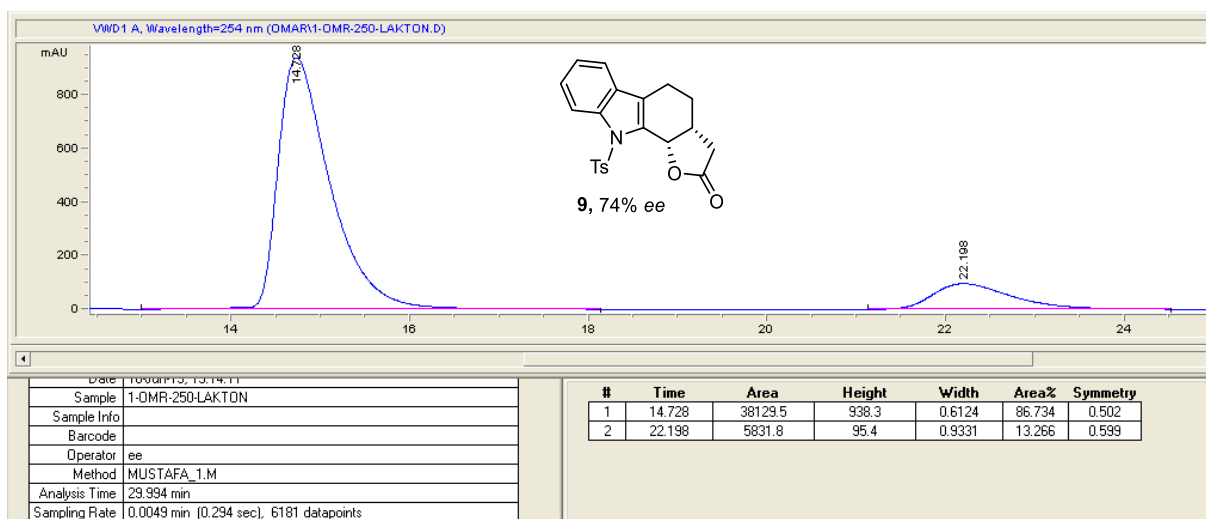 VWD1 A, Wavelength=254 nm (OMAR\1-OMR-250-LAKTON.D)
mAU
800
600
400
200
0
14.728
22.198
N
Ts
O
O
9, 74% ee
14
16
18
20
22
24
Date
Sample 1-OMR-250-LAKTON
Sample Info
Barcode
Operator ee
Method MUSTAFA_1.M
Analysis Time 29.994 min
Sampling Rate 0.0049 min (0.294 sec), 6181 datapoints
# Time Area Height Width Area% Symmetry
1 14.728 38129.5 938.3 0.6124 86.734 0.502
2 22.198 5831.8 95.4 0.9331 13.266 0.599